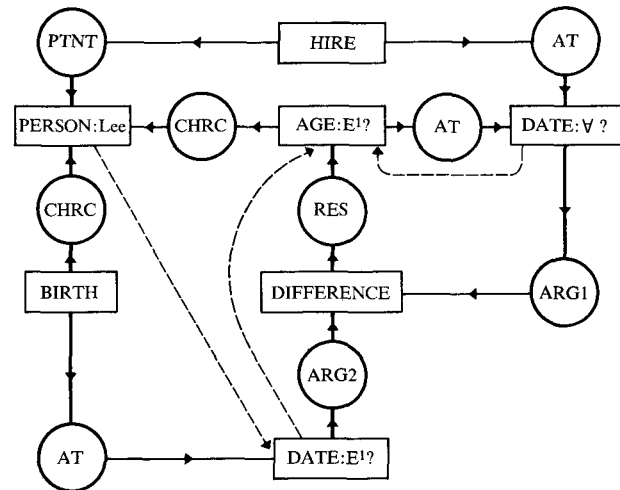 PTNT
HIRE
AT
PERSON:Lee
CHRC
AGE:E¹?
AT
DATE:∀ ?
CHRC
RES
BIRTH
DIFFERENCE
ARG1
ARG2
AT
DATE:E¹?